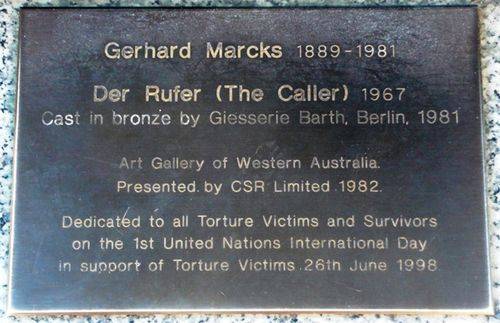 Gerhard Marcks 1889-1981
Der Rufer (The Caller) 1967
Cast in bronze by Giesserie Barth, Berlin, 1981
Art Gallery of Western Australia.
Presented by CSR Limited 1982.
Dedicated to all Torture Victims and Survivors
on the 1st United Nations International Day
in support of Torture Victims 26th June 1998